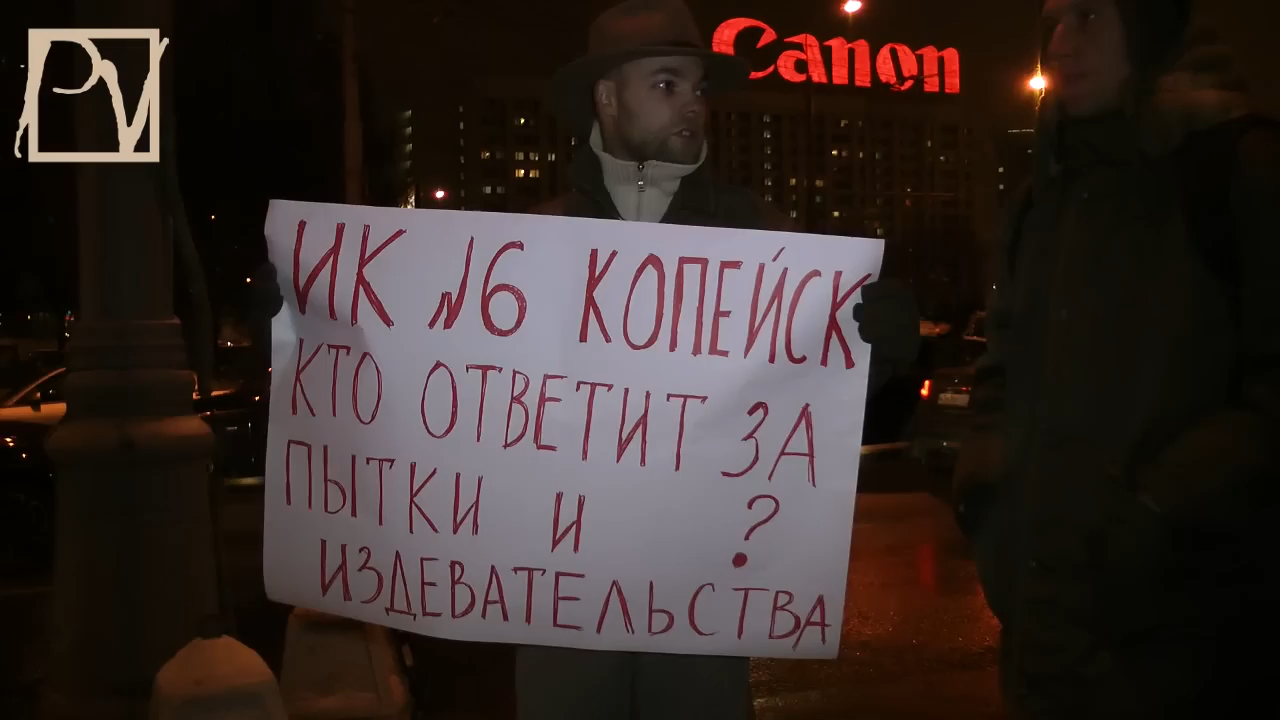 PV
Canon
ИК №6 КОПЕЙСК
КТО ОТВЕТИТ ЗА
ПЫТКИ И ?
ИЗДЕВАТЕЛЬСТВА